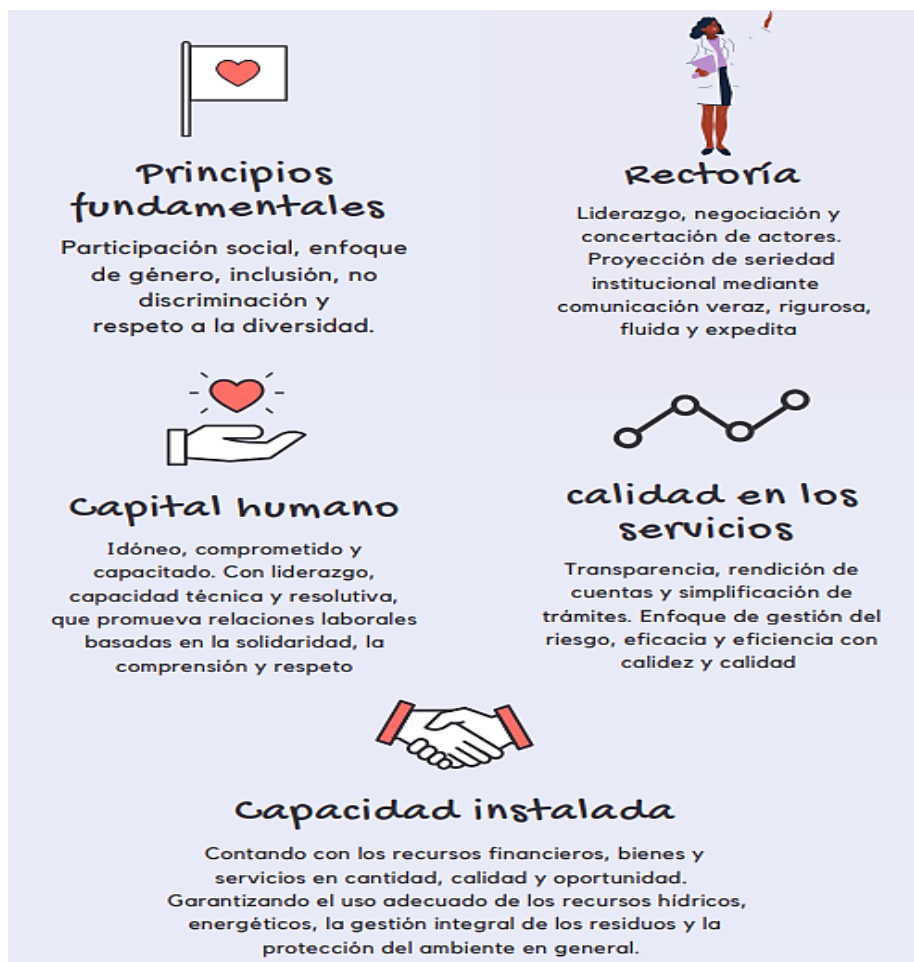 Principios
fundamentales
Participación social, enfoque
de género, inclusión, no
discriminación y
respeto a la diversidad.
Rectoría
Liderazgo, negociación y
concertación de actores.
Proyección de seriedad
institucional mediante
comunicación veraz, rigurosa,
fluida y expedita
Capital humano
Idóneo, comprometido y
capacitado. Con liderazgo,
capacidad técnica y resolutiva,
que promueva relaciones laborales
basadas en la solidaridad, la
comprensión y respeto
calidad en los
servicios
Transparencia, rendición de
cuentas y simplificación de
trámites. Enfoque de gestión del
riesgo, eficacia y eficiencia con
calidez y calidad
Capacidad instalada
Contando con los recursos financieros, bienes y
servicios en cantidad, calidad y oportunidad.
Garantizando el uso adecuado de los recursos hídricos,
energéticos, la gestión integral de los residuos y la
protección del ambiente en general.